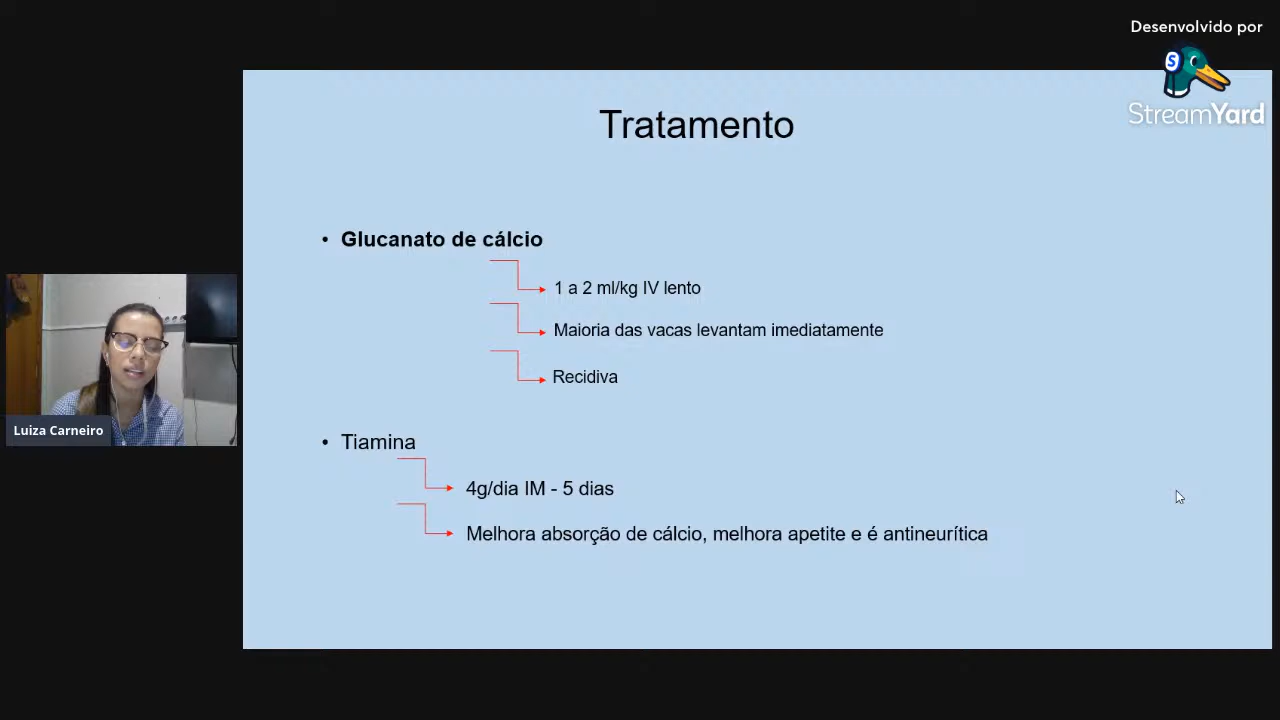 Desenvolvido por
StreamYard
Tratamento
• Glucanato de cálcio
1 a 2 ml/kg IV lento
Maioria das vacas levantam imediatamente
Recidiva
• Tiamina
4g/dia IM - 5 dias
Melhora absorção de cálcio, melhora apetite e é antineurítica
Luiza Carneiro